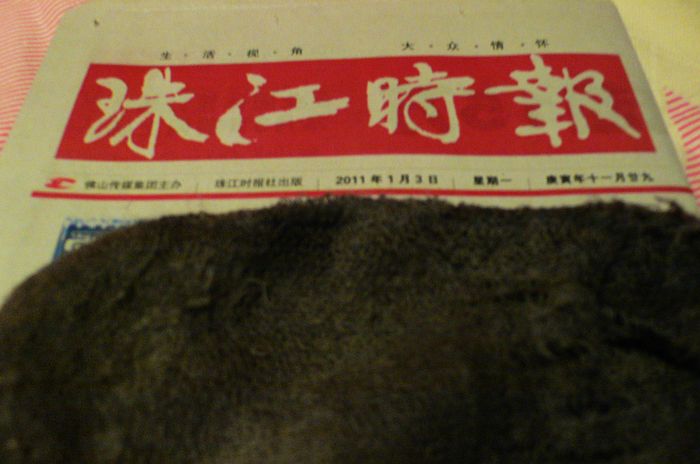 生·活·视·角 大·众·情·怀
珠江時報
佛山传媒集团主办 珠江时报社出版 2011年1月3日 星期一 庚寅年十一月廿九